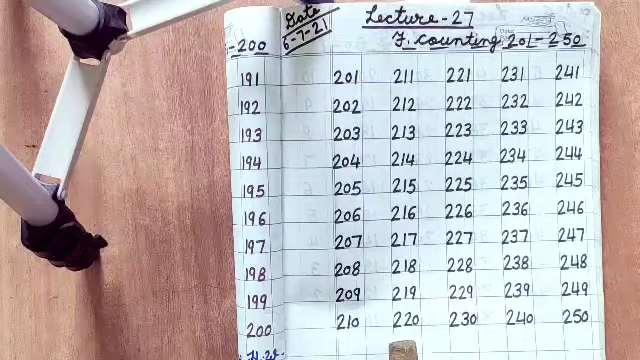 Date
6-7-21
Lecture-27
F. counting 201-250
-200
191 201 211 221 231 241
192 202 212 222 232 242
193 203 213 223 233 243
194 204 214 224 234 244
195 205 215 225 235 245
196 206 216 226 236 246
197 207 217 227 237 247
198 208 218 228 238 248
199 209 219 229 239 249
200 210 220 230 240 250
H.W.